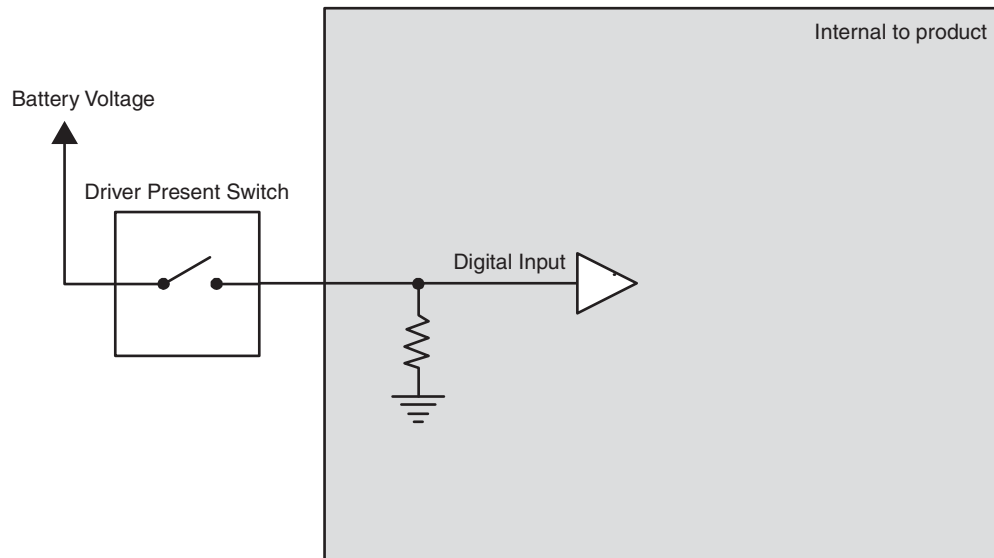 Internal to product
Battery Voltage
Driver Present Switch
Digital Input